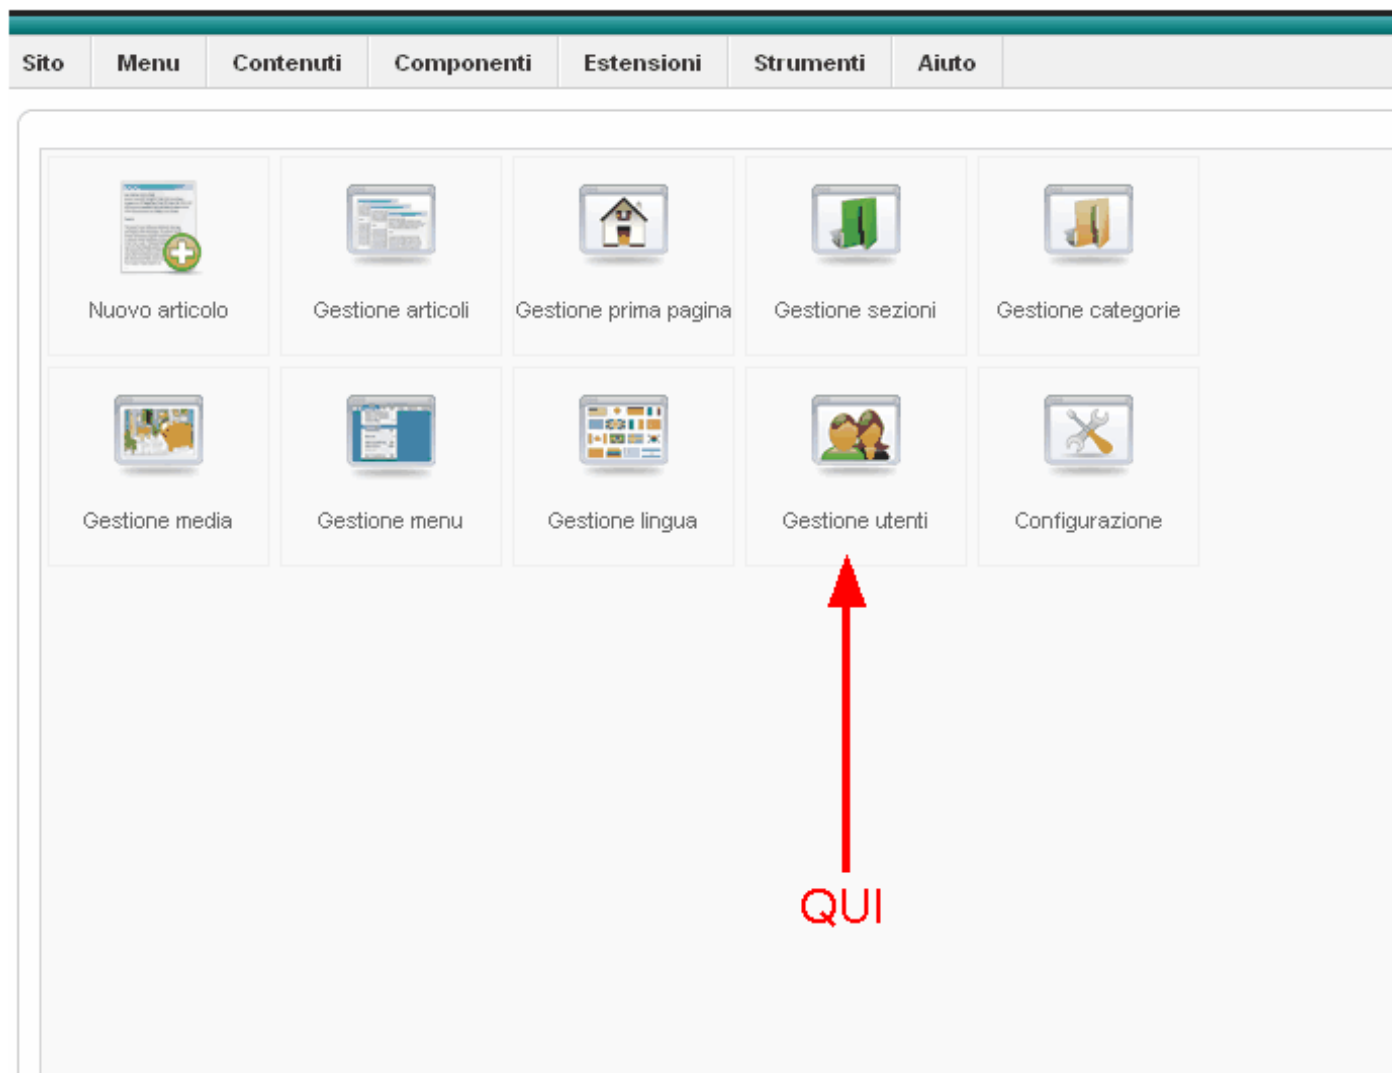 Sito Menu Contenuti Componenti Estensioni Strumenti Aiuto
Nuovo articolo Gestione articoli Gestione prima pagina Gestione sezioni Gestione categorie
Gestione media Gestione menu Gestione lingua Gestione utenti Configurazione
QUI